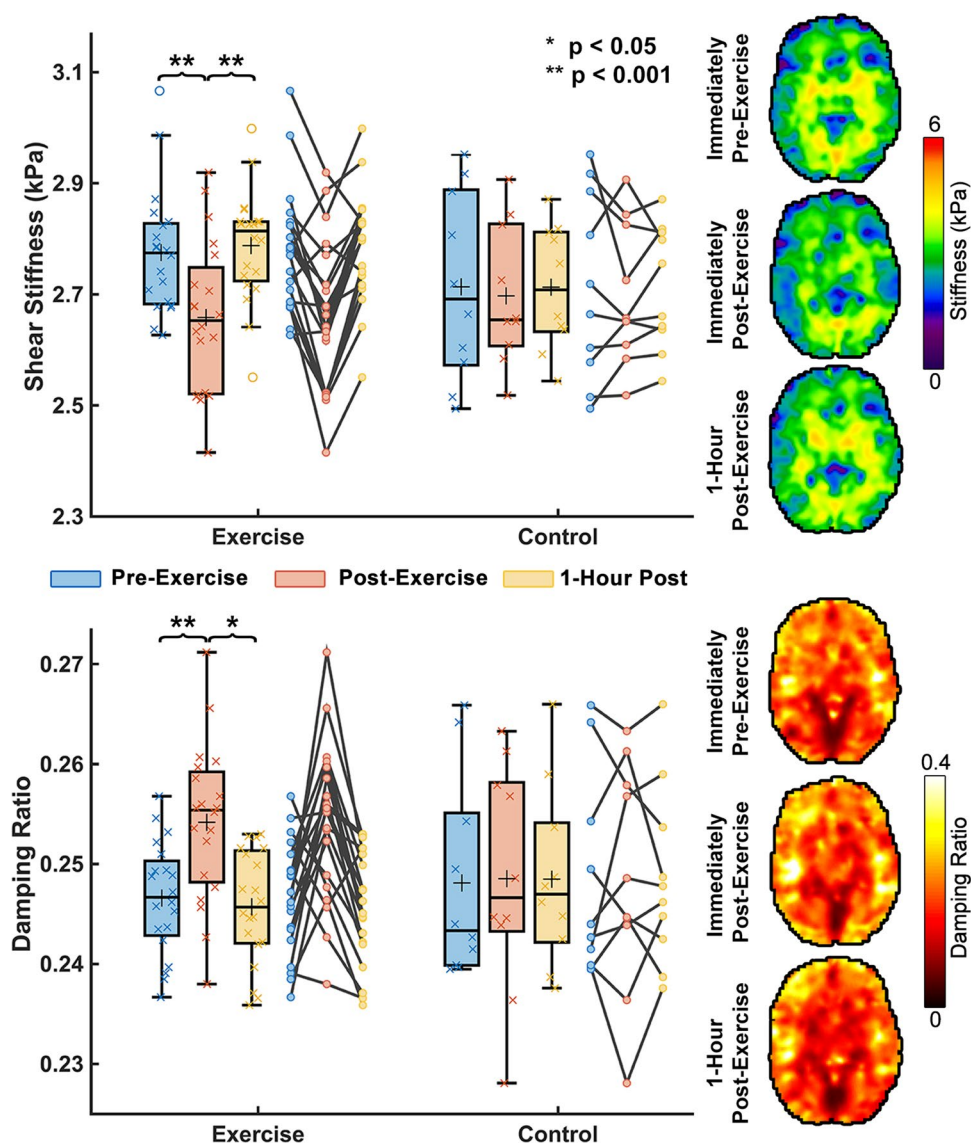 * p < 0.05
** p < 0.001
** **
Shear Stiffness (kPa)
3.1
2.9
2.7
2.5
2.3
Exercise Control
Immediately
Pre-Exercise
Immediately
Post-Exercise
1-Hour
Post-Exercise
6
Stiffness (kPa)
0
Pre-Exercise Post-Exercise 1-Hour Post
** *
Damping Ratio
0.27
0.26
0.25
0.24
0.23
Exercise Control
Immediately
Pre-Exercise
Immediately
Post-Exercise
1-Hour
Post-Exercise
0.4
Damping Ratio
0